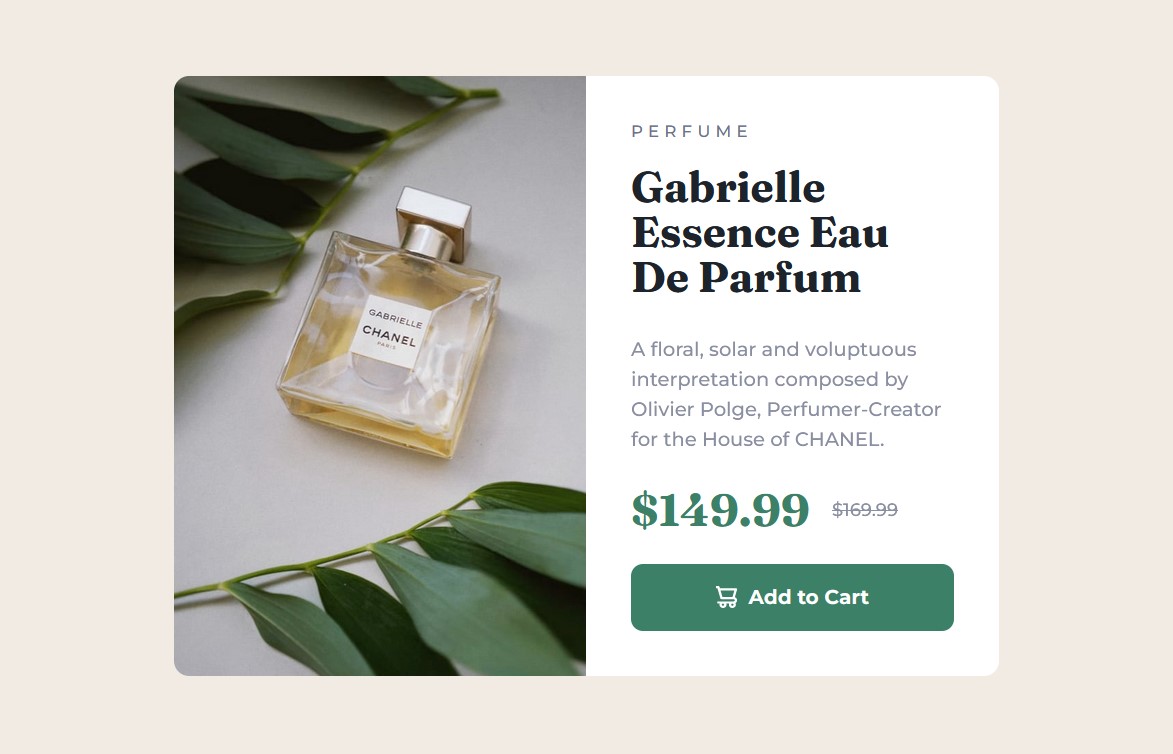 GABRIELLE
CHANEL
PARIS
PERFUME
Gabrielle
Essence Eau
De Parfum
A floral, solar and voluptuous
interpretation composed by
Olivier Polge, Perfumer-Creator
for the House of CHANEL.
$149.99 $169.99
Add to Cart